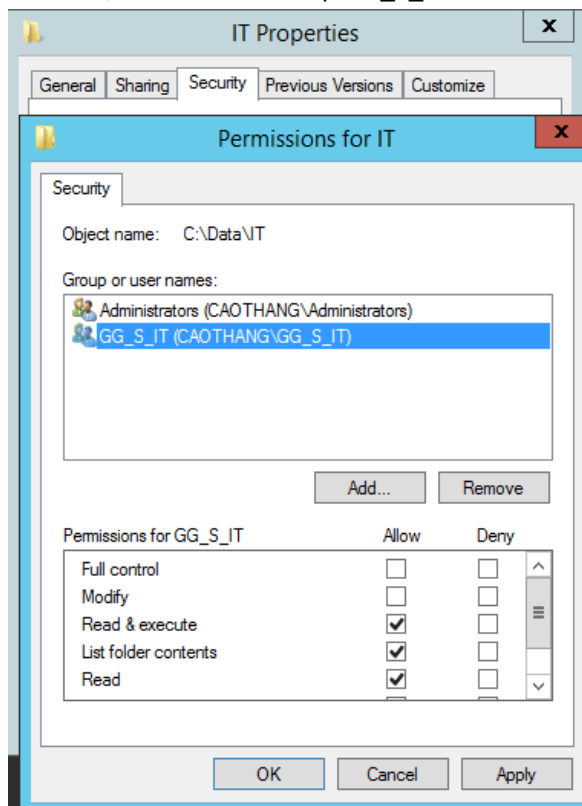 IT Properties
x
General Sharing Security Previous Versions Customize
Permissions for IT
x
Security
Object name: C:\Data\IT
Group or user names:
Administrators (CAOTHANG\Administrators)
GG_S_IT (CAOTHANG\GG_S_IT)
Add... Remove
Permissions for GG_S_IT Allow Deny
Full control
Modify
Read & execute
List folder contents
Read
OK Cancel Apply